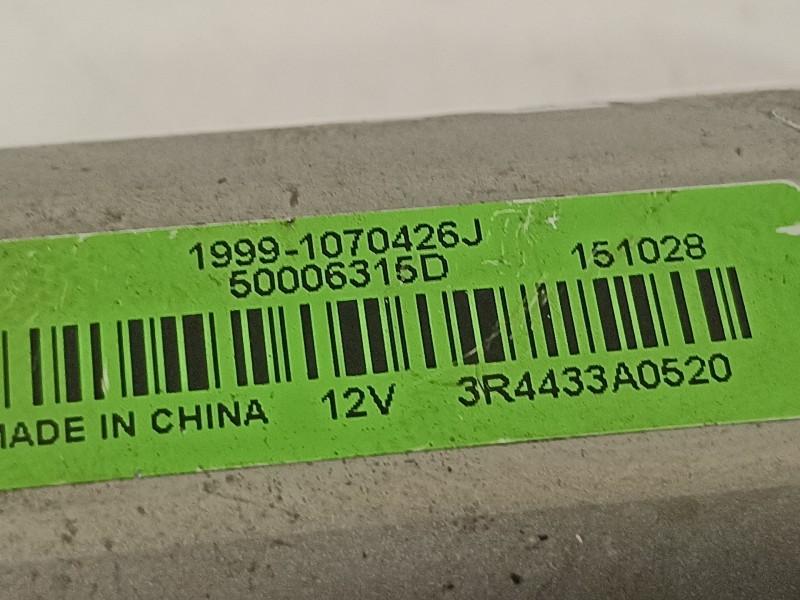 1999-1070426J
50006315D 151028
MADE IN CHINA 12V 3R4433A0520